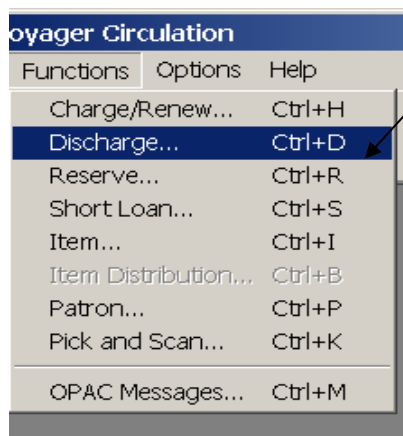 oyager Circulation
Functions Options Help
Charge/Renew... Ctrl+H
Discharge... Ctrl+D
Reserve... Ctrl+R
Short Loan... Ctrl+S
Item... Ctrl+I
Item Distribution... Ctrl+B
Patron... Ctrl+P
Pick and Scan... Ctrl+K
OPAC Messages... Ctrl+M